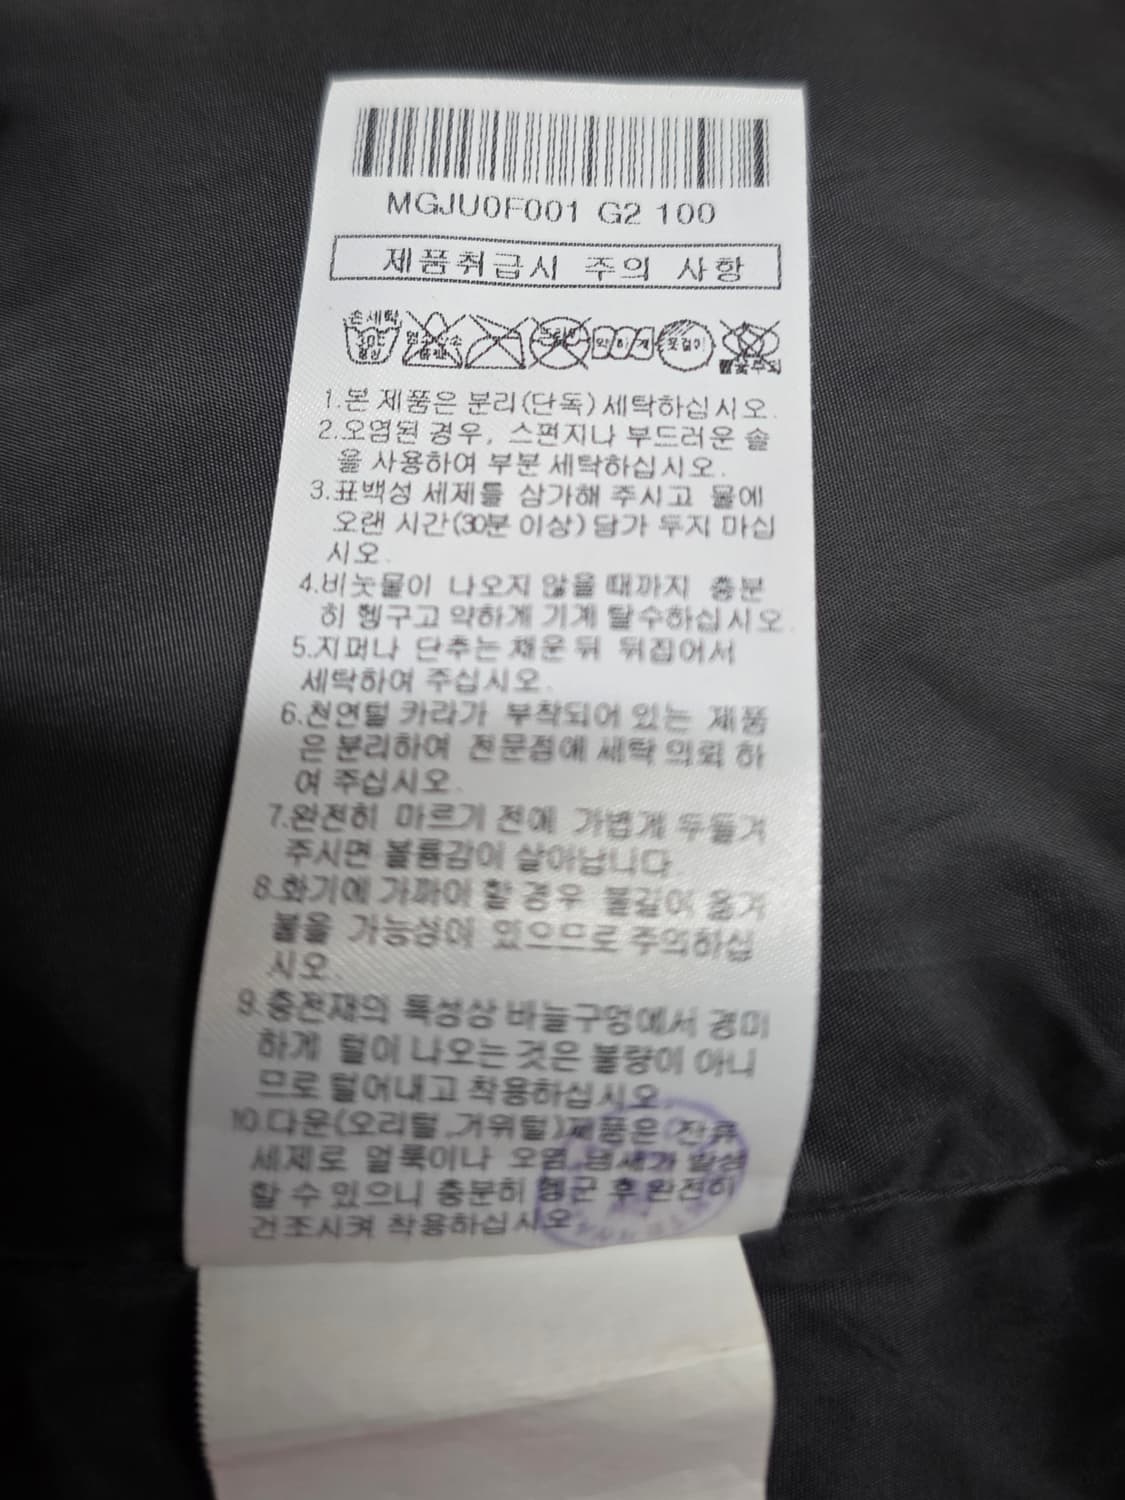 MGJU0F001 G2 100
제품취급시 주의 사항
손세탁
30℃
중성
약하게
뭇걸이
1.본 제품은 분리(단독)세탁하십시오.
2.오염된 경우, 스펀지나 부드러운 솔
을 사용하여 부분 세탁하십시오.
3.표백성 세제를 삼가해 주시고 물에
오랜 시간(30분 이상) 담가 두지 마십
시오.
4.비눗물이 나오지 않을 때까지 충분
히 헹구고 약하게 기계 탈수하십시오.
5.지퍼나 단추는 채운 뒤 뒤집어서
세탁하여 주십시오.
6.천연털 카라가 부착되어 있는 제품
은 분리하여 전문점에 세탁 의뢰 하
여 주십시오.
7.완전히 마르기 전에 가볍게 두들겨
주시면 볼륨감이 살아납니다.
8.화기에 가까이 할 경우 불길이 옮겨
붙을 가능성이 있으므로 주의하십
시오.
9.충전재의 특성상 바늘구멍에서 경미
하게 털이 나오는 것은 불량이 아니
므로 털어내고 착용하십시오.
10.다운(오리털,거위털)제품은 잔류
세제로 얼룩이나 오염,냄새가 발생
할 수 있으니 충분히 헹군 후 완전히
건조시켜 착용하십시오